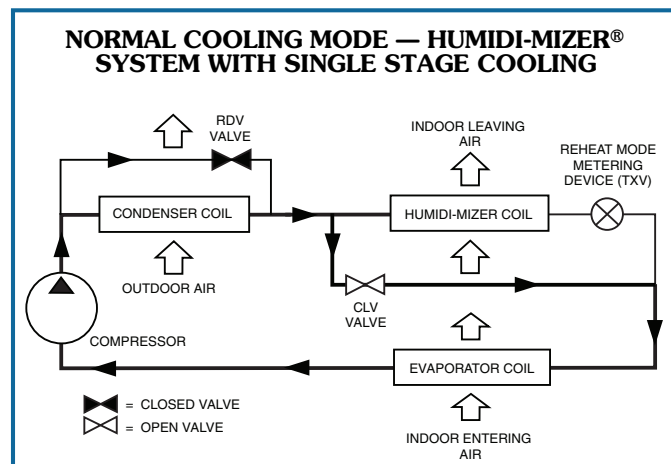 NORMAL COOLING MODE — HUMIDI-MIZER®
SYSTEM WITH SINGLE STAGE COOLING
RDV
VALVE
INDOOR LEAVING
AIR
REHEAT MODE
METERING
DEVICE (TXV)
CONDENSER COIL
HUMIDI-MIZER COIL
OUTDOOR AIR
CLV
VALVE
COMPRESSOR
EVAPORATOR COIL
= CLOSED VALVE
= OPEN VALVE
INDOOR ENTERING
AIR